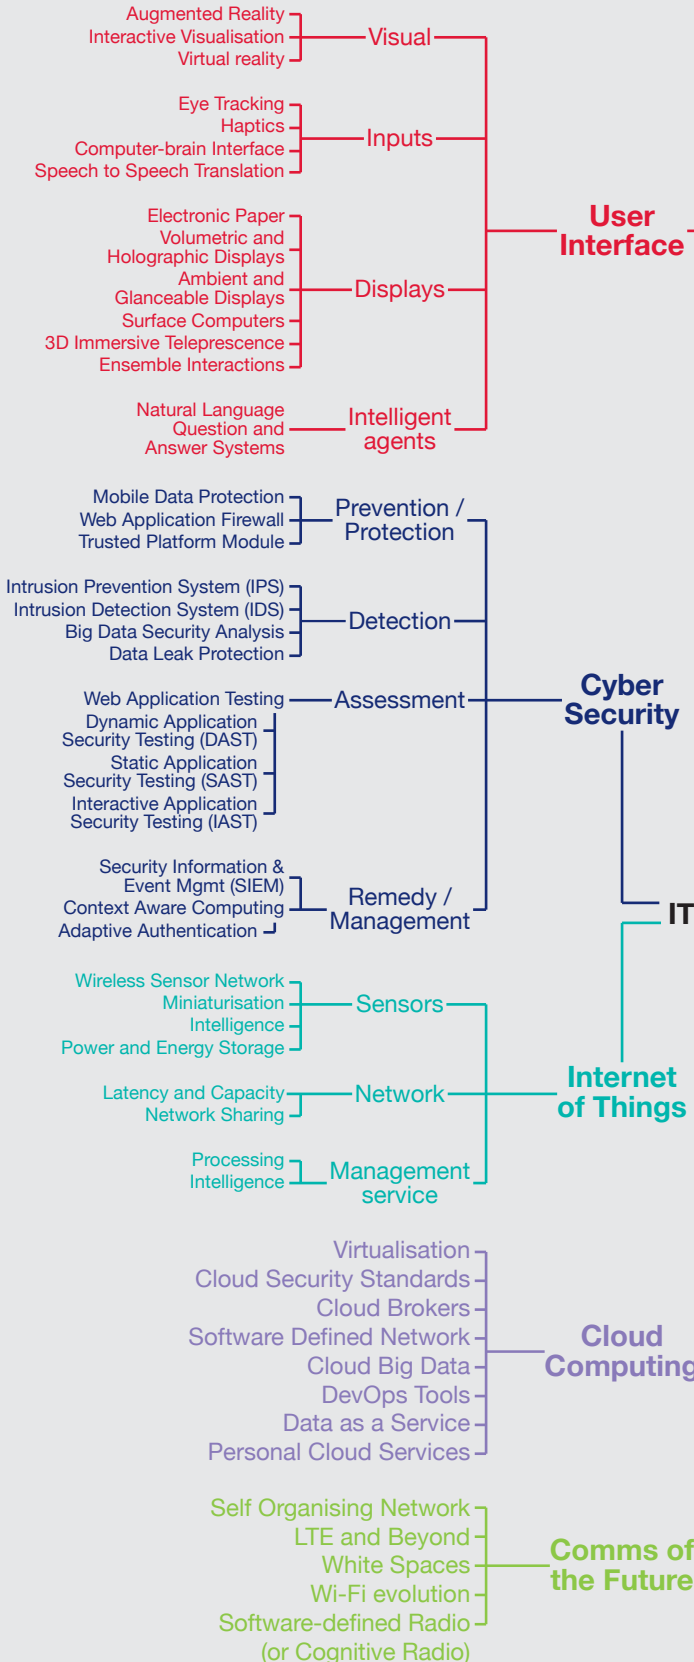 Augmented Reality
Interactive Visualisation
Virtual reality
Visual
Eye Tracking
Haptics
Computer-brain Interface
Speech to Speech Translation
Inputs
Electronic Paper
Volumetric and
Holographic Displays
Ambient and
Glanceable Displays
Surface Computers
3D Immersive Teleprescence
Ensemble Interactions
Displays
Natural Language
Question and
Answer Systems
Intelligent
agents
User
Interface
Mobile Data Protection
Web Application Firewall
Trusted Platform Module
Prevention /
Protection
Intrusion Prevention System (IPS)
Intrusion Detection System (IDS)
Big Data Security Analysis
Data Leak Protection
Detection
Web Application Testing
Dynamic Application
Security Testing (DAST)
Static Application
Security Testing (SAST)
Interactive Application
Security Testing (IAST)
Assessment
Security Information &
Event Mgmt (SIEM)
Context Aware Computing
Adaptive Authentication
Remedy /
Management
Cyber
Security
IT
Wireless Sensor Network
Miniaturisation
Intelligence
Power and Energy Storage
Sensors
Latency and Capacity
Network Sharing
Network
Processing
Intelligence
Management
service
Internet
of Things
Virtualisation
Cloud Security Standards
Cloud Brokers
Software Defined Network
Cloud Big Data
DevOps Tools
Data as a Service
Personal Cloud Services
Cloud
Computing
Self Organising Network
LTE and Beyond
White Spaces
Wi-Fi evolution
Software-defined Radio
(or Cognitive Radio)
Comms of
the Future